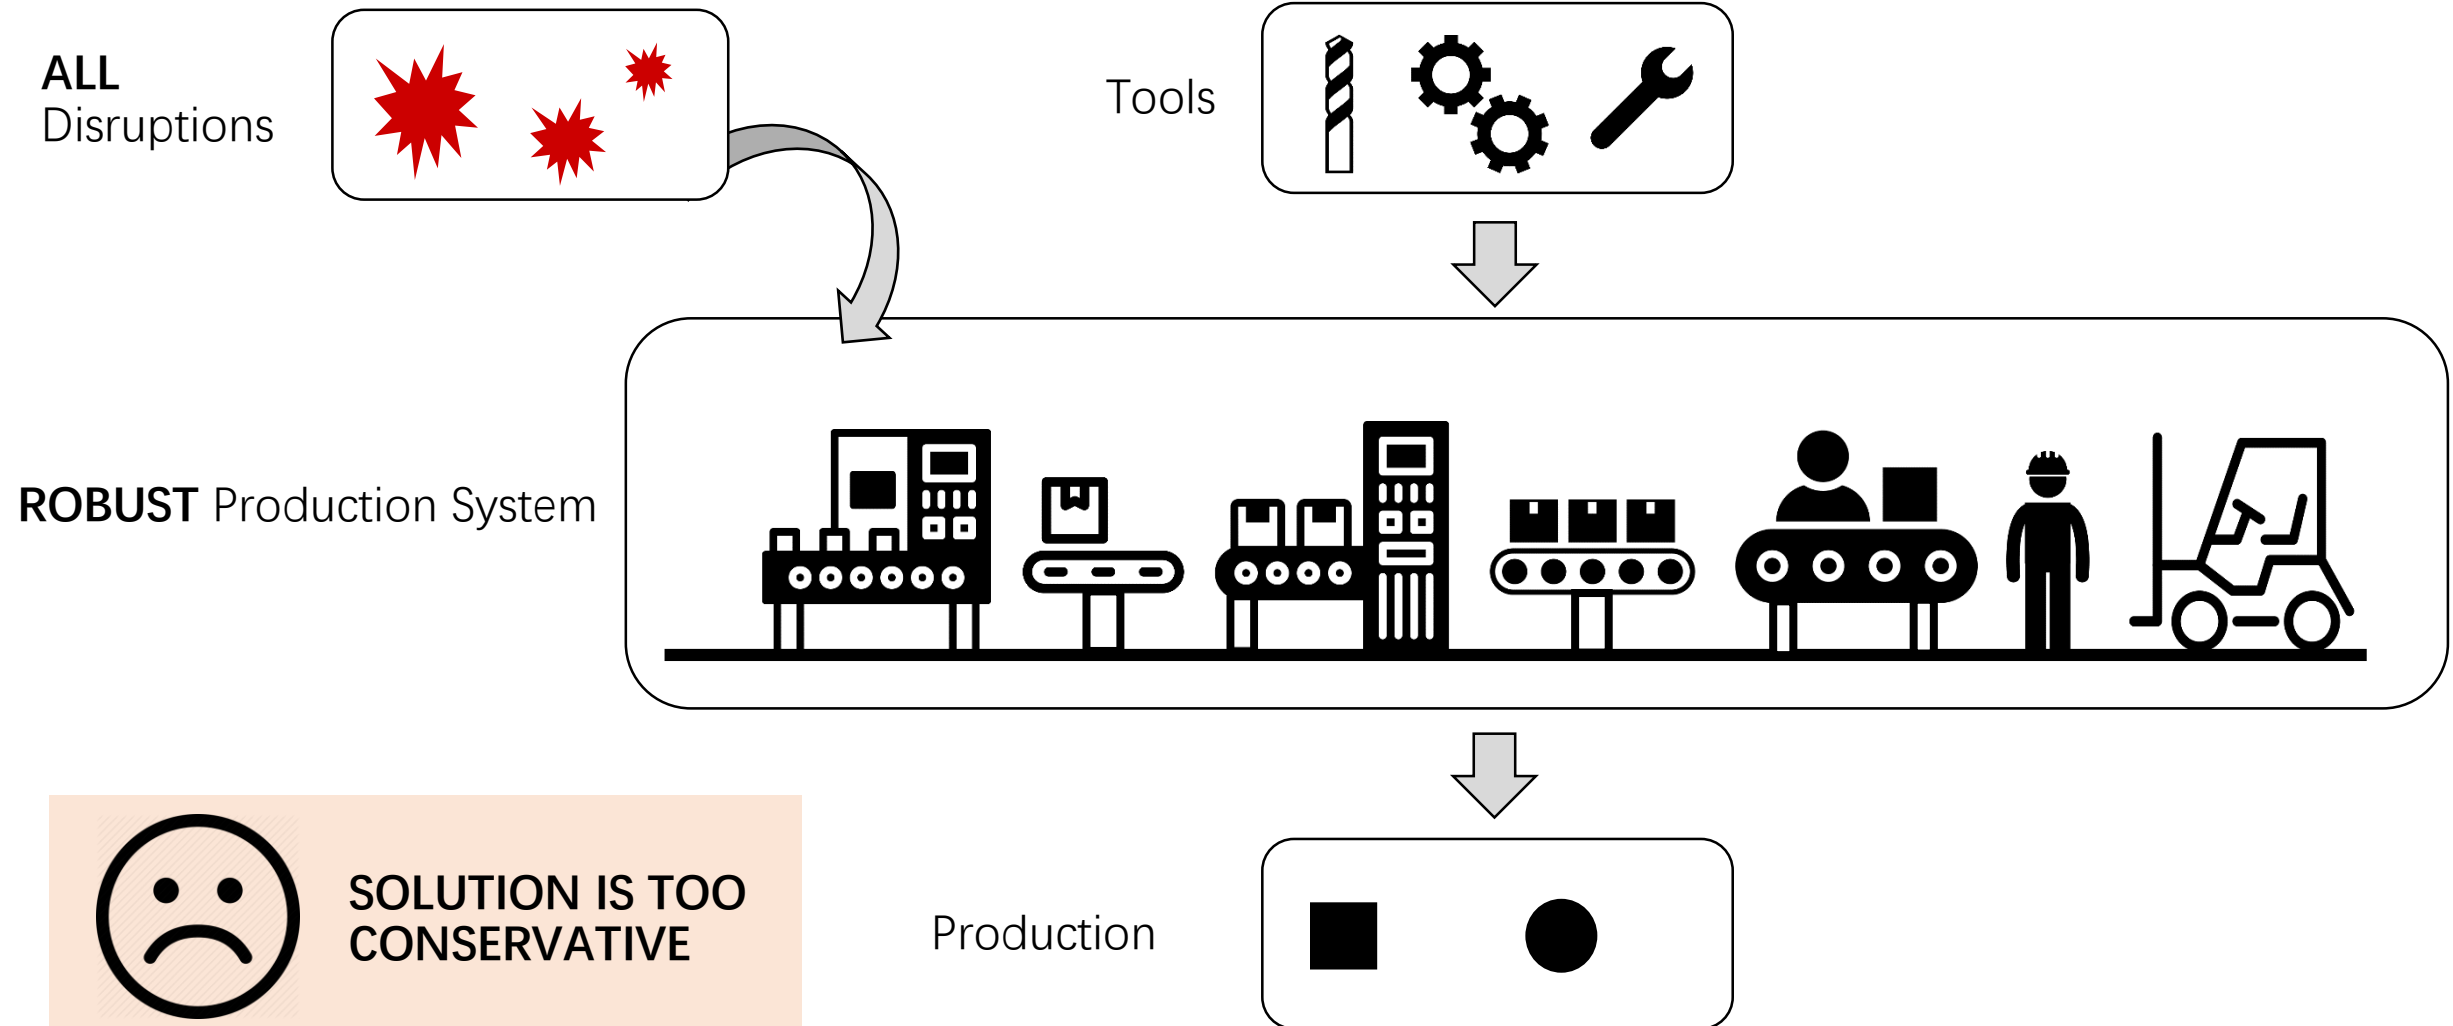 ALL
Disruptions
Tools
ROBUST Production System
SOLUTION IS TOO
CONSERVATIVE
Production